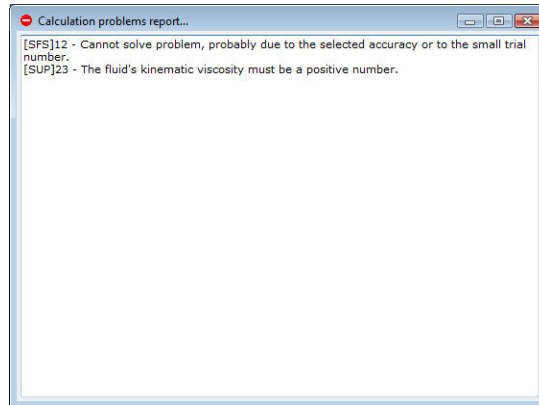 Calculation problems report...
[SFS]12 - Cannot solve problem, probably due to the selected accuracy or to the small trial
number.
[SUP]23 - The fluid's kinematic viscosity must be a positive number.